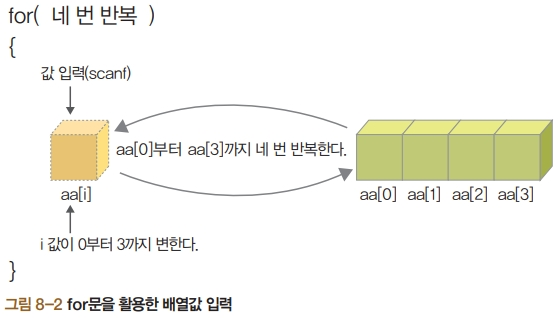 for( 네 번 반복 )
{
값 입력(scanf)
aa[0]부터 aa[3]까지 네 번 반복한다.
aa[i]
aa[0] aa[1] aa[2] aa[3]
i 값이 0부터 3까지 변한다.
}
그림 8-2 for문을 활용한 배열값 입력